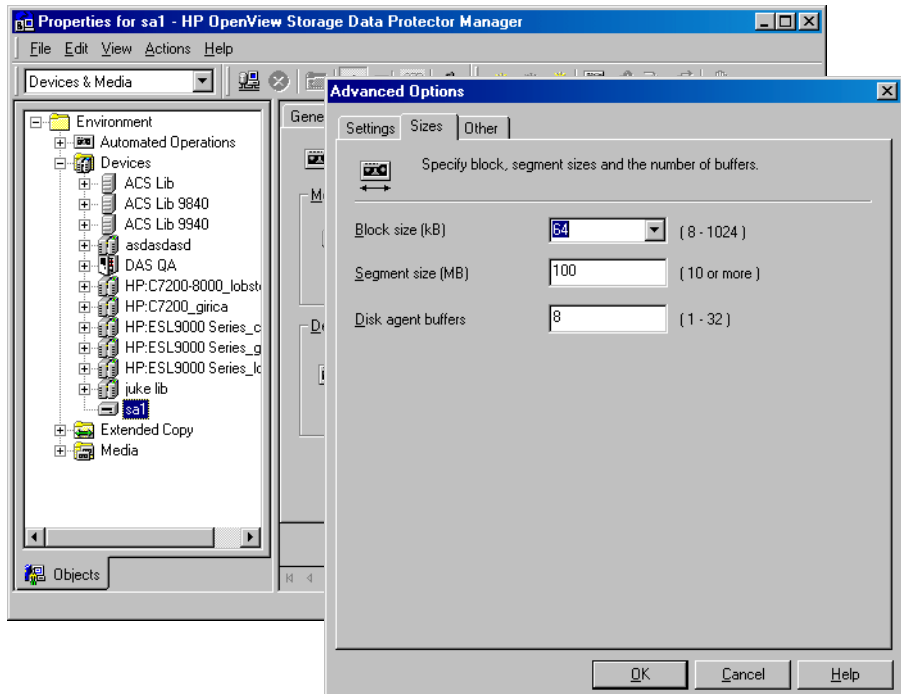 Properties for sa1 - HP OpenView Storage Data Protector Manager
File Edit View Actions Help
Devices & Media
Environment
Automated Operations
Devices
ACS Lib
ACS Lib 9840
ACS Lib 9940
asdasdasd
DAS QA
HP:C7200-8000_lobste
HP:C7200_girica
HP:ESL9000 Series_c
HP:ESL9000 Series_g
HP:ESL9000 Series_lo
juke lib
sa1
Extended Copy
Media
Objects
Gene
M
De
Advanced Options
Settings Sizes Other
Specify block, segment sizes and the number of buffers.
Block size (kB) 64 ( 8 - 1024 )
Segment size (MB) 100 ( 10 or more )
Disk agent buffers 8 ( 1 - 32 )
OK Cancel Help